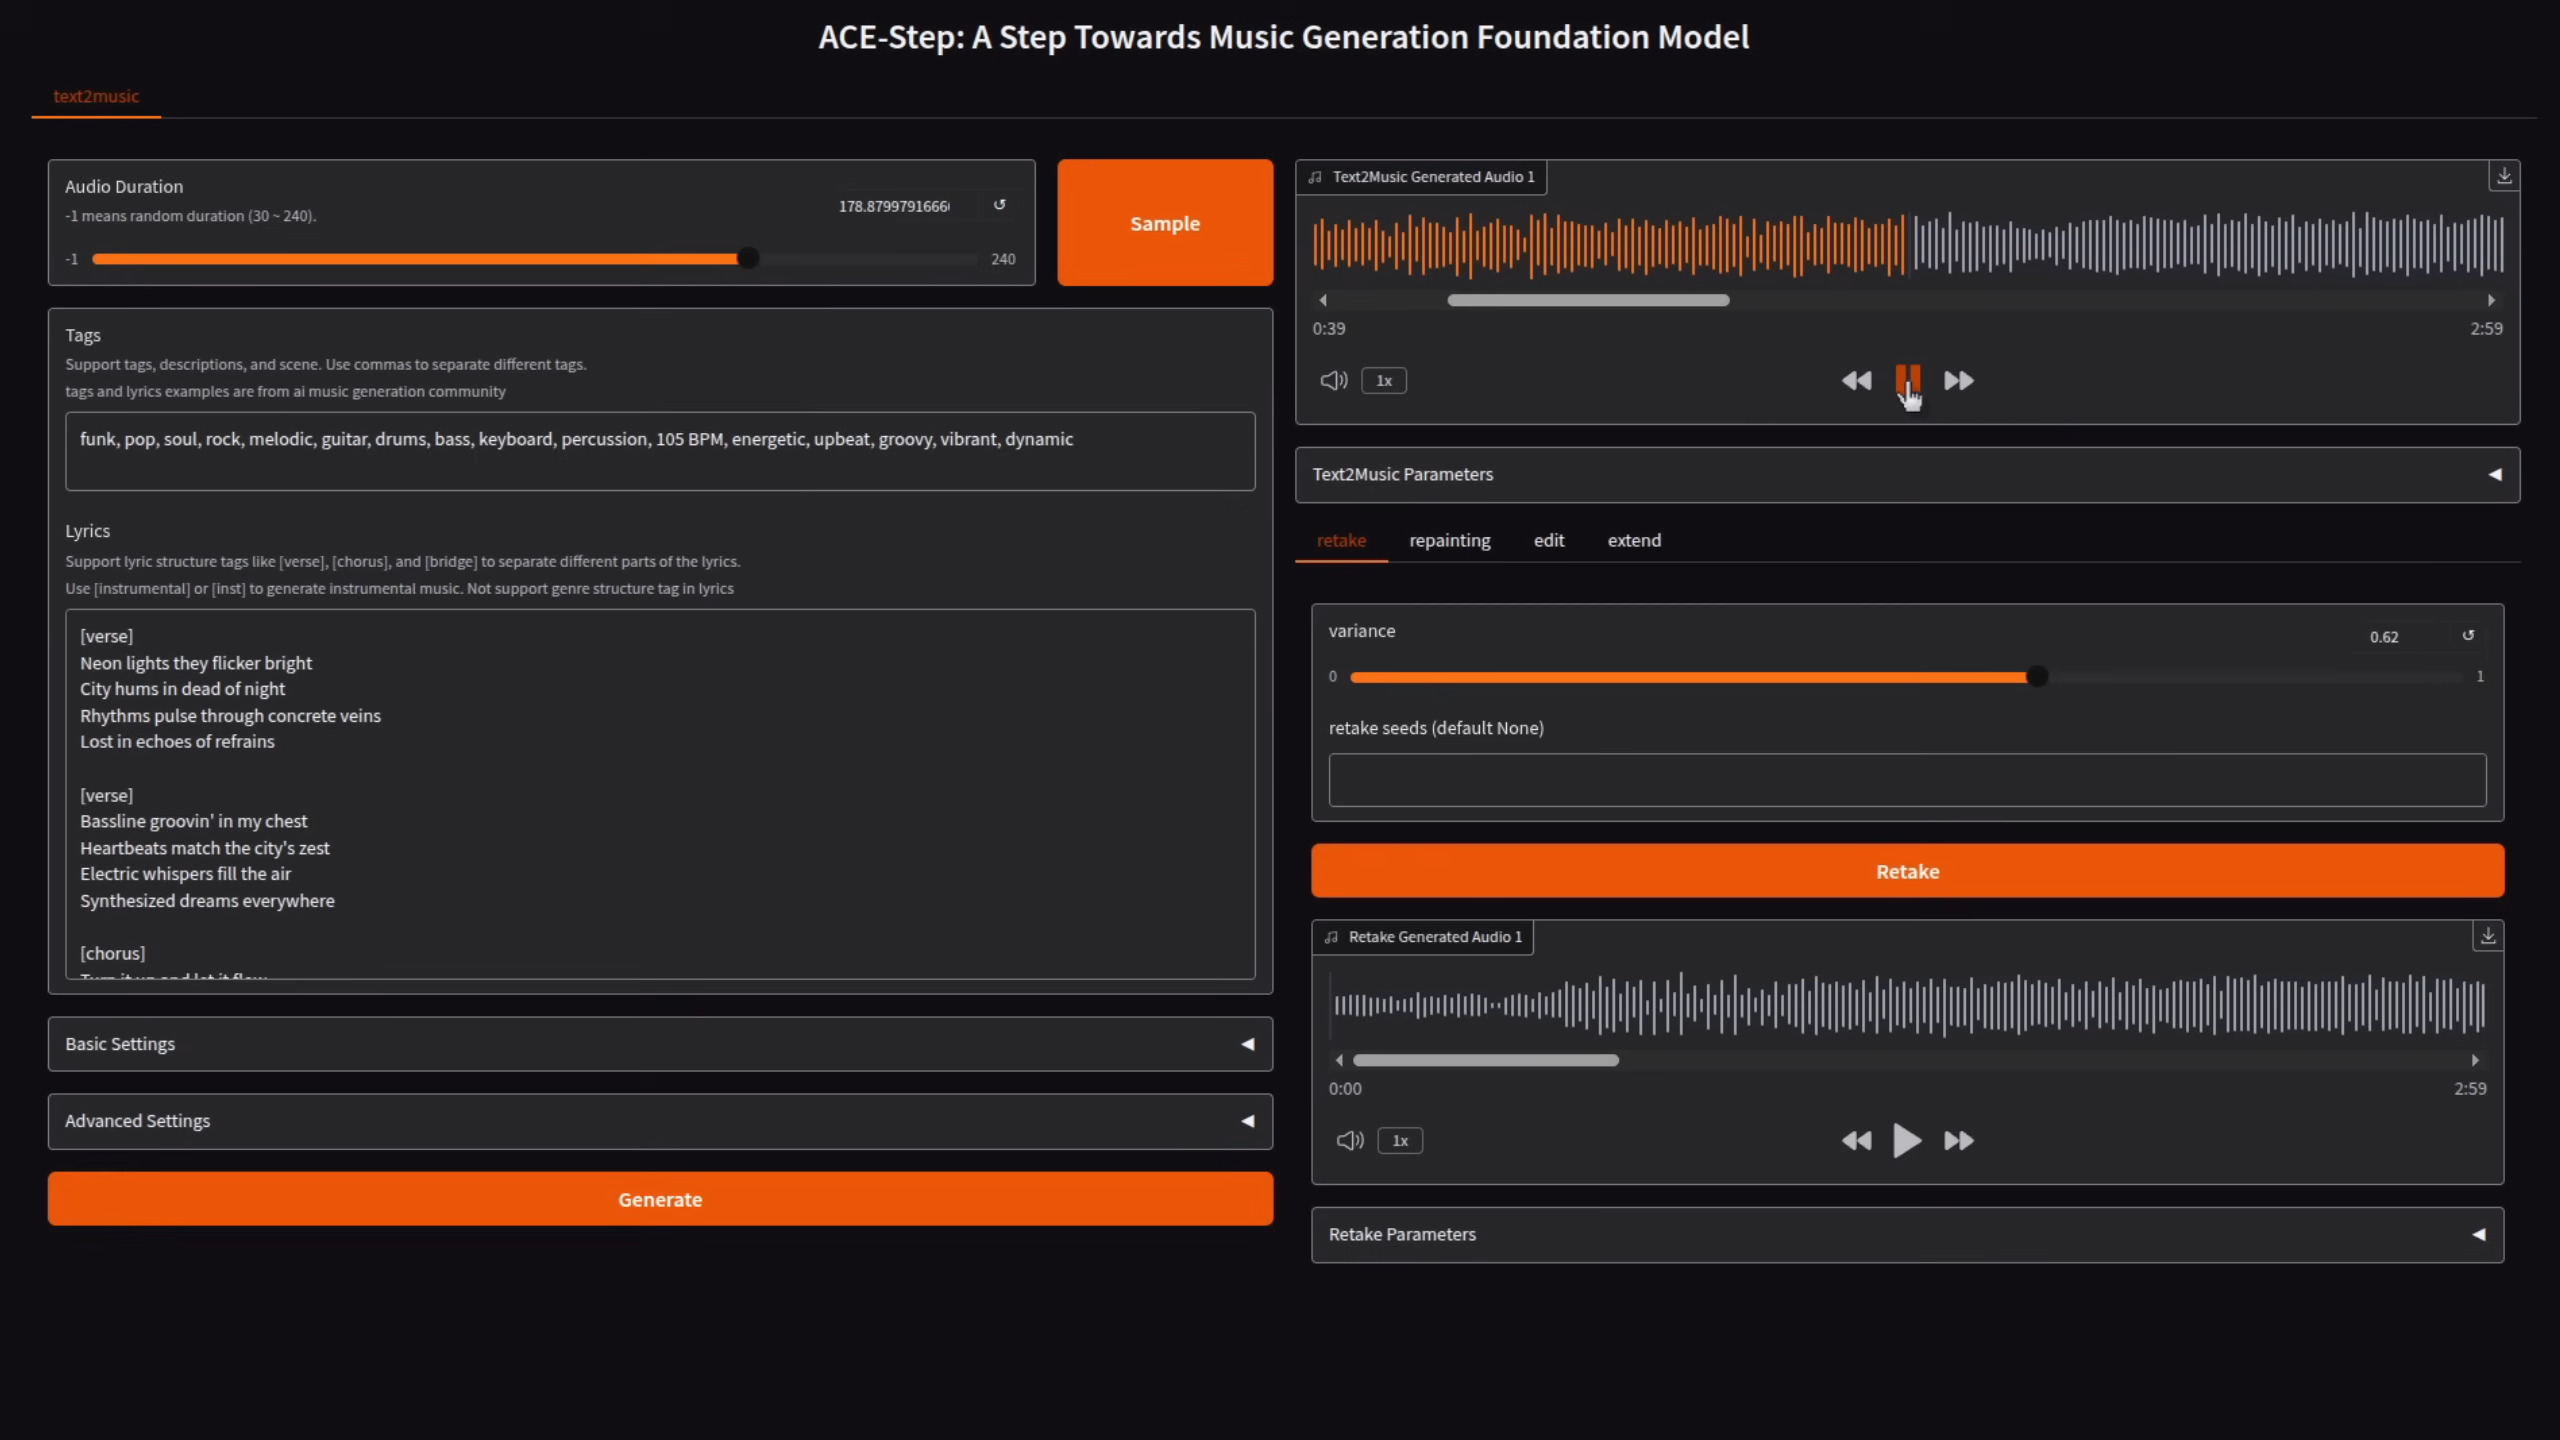 ACE-Step: A Step Towards Music Generation Foundation Model
text2music
Audio Duration
-1 means random duration (30 ~ 240).
178.8799791666
-1
240
Sample
Tags
Support tags, descriptions, and scene. Use commas to separate different tags.
tags and lyrics examples are from ai music generation community
funk, pop, soul, rock, melodic, guitar, drums, bass, keyboard, percussion, 105 BPM, energetic, upbeat, groovy, vibrant, dynamic
Lyrics
Support lyric structure tags like [verse], [chorus], and [bridge] to separate different parts of the lyrics.
Use [instrumental] or [inst] to generate instrumental music. Not support genre structure tag in lyrics
[verse]
Neon lights they flicker bright
City hums in dead of night
Rhythms pulse through concrete veins
Lost in echoes of refrains
[verse]
Bassline groovin' in my chest
Heartbeats match the city's zest
Electric whispers fill the air
Synthesized dreams everywhere
[chorus]
Turn it up and let it flow
Basic Settings
Advanced Settings
Generate
Text2Music Generated Audio 1
0:39
2:59
1x
Text2Music Parameters
retake
repainting
edit
extend
variance
0.62
0
1
retake seeds (default None)
Retake
Retake Generated Audio 1
0:00
2:59
1x
Retake Parameters